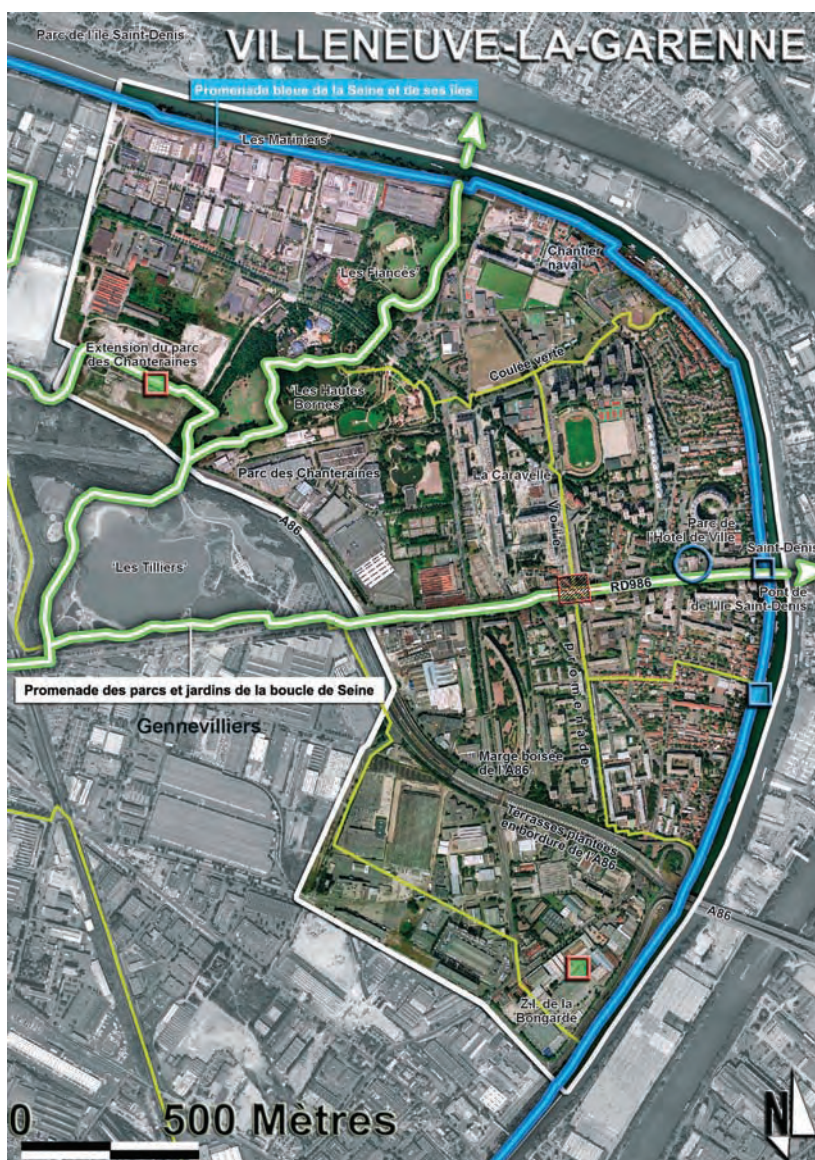 Parc de l'île Saint-Denis
VILLENEUVE-LA-GARENNE
Promenade bleue de la Seine et de ses îles
'Les Mariniers'
Chantier
naval
'Les Fiancés'
Extension du parc
des Chanteraines
Coulée verte
'Les Hautes
Bornes'
Parc des Chanteraines
La Caravelle
Voie
Parc de
l'Hotel de Ville
A86
Saint-Denis
'Les Tilliers'
RD986
Pont de
de l'Ile Saint-Denis
promenade
Promenade des parcs et jardins de la boucle de Seine
Gennevilliers
Marge boisée
de l'A86
Terrasses plantées
en bordure de l'A86
A86
Z.I. de la
Bongarde
0 500 Mètres
N